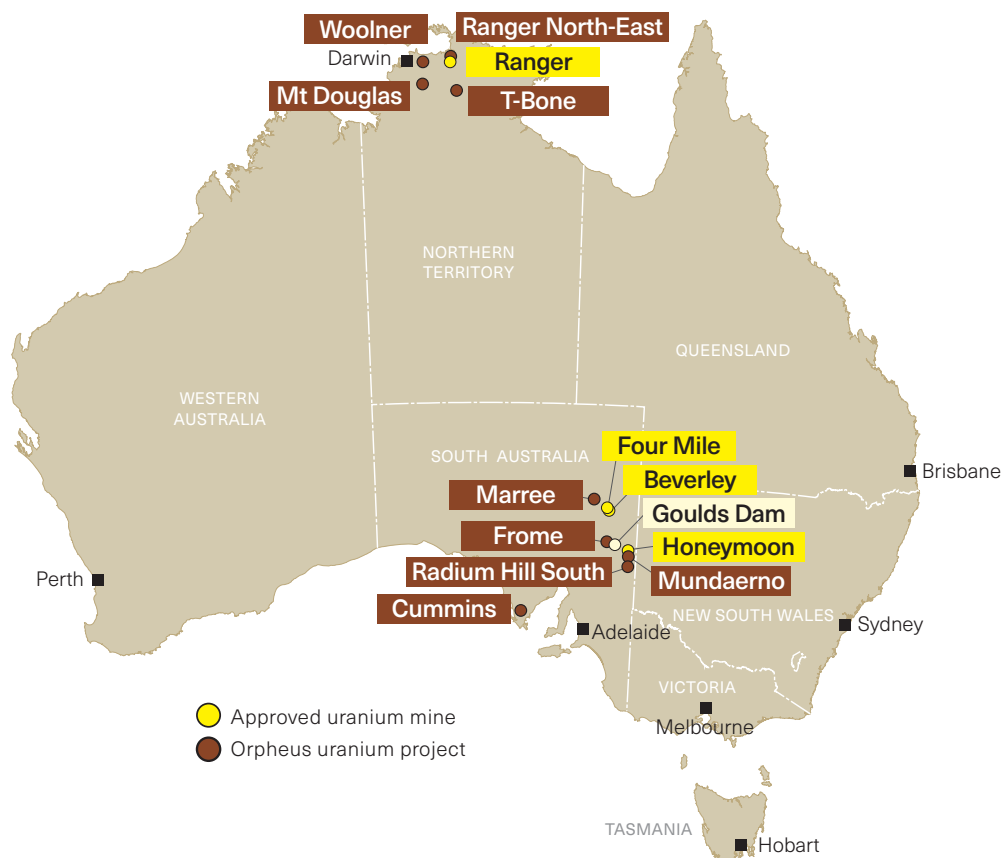 Woolner
Ranger North-East
Darwin
Ranger
Mt Douglas
T-Bone
NORTHERN
TERRITORY
QUEENSLAND
WESTERN
AUSTRALIA
SOUTH AUSTRALIA
Four Mile
Beverley
Brisbane
Marree
Goulds Dam
Frome
Honeymoon
Perth
Radium Hill South
Mundaerno
Cummins
NEW SOUTH WALES
Sydney
Adelaide
VICTORIA
Approved uranium mine
Melbourne
Orpheus uranium project
TASMANIA
Hobart